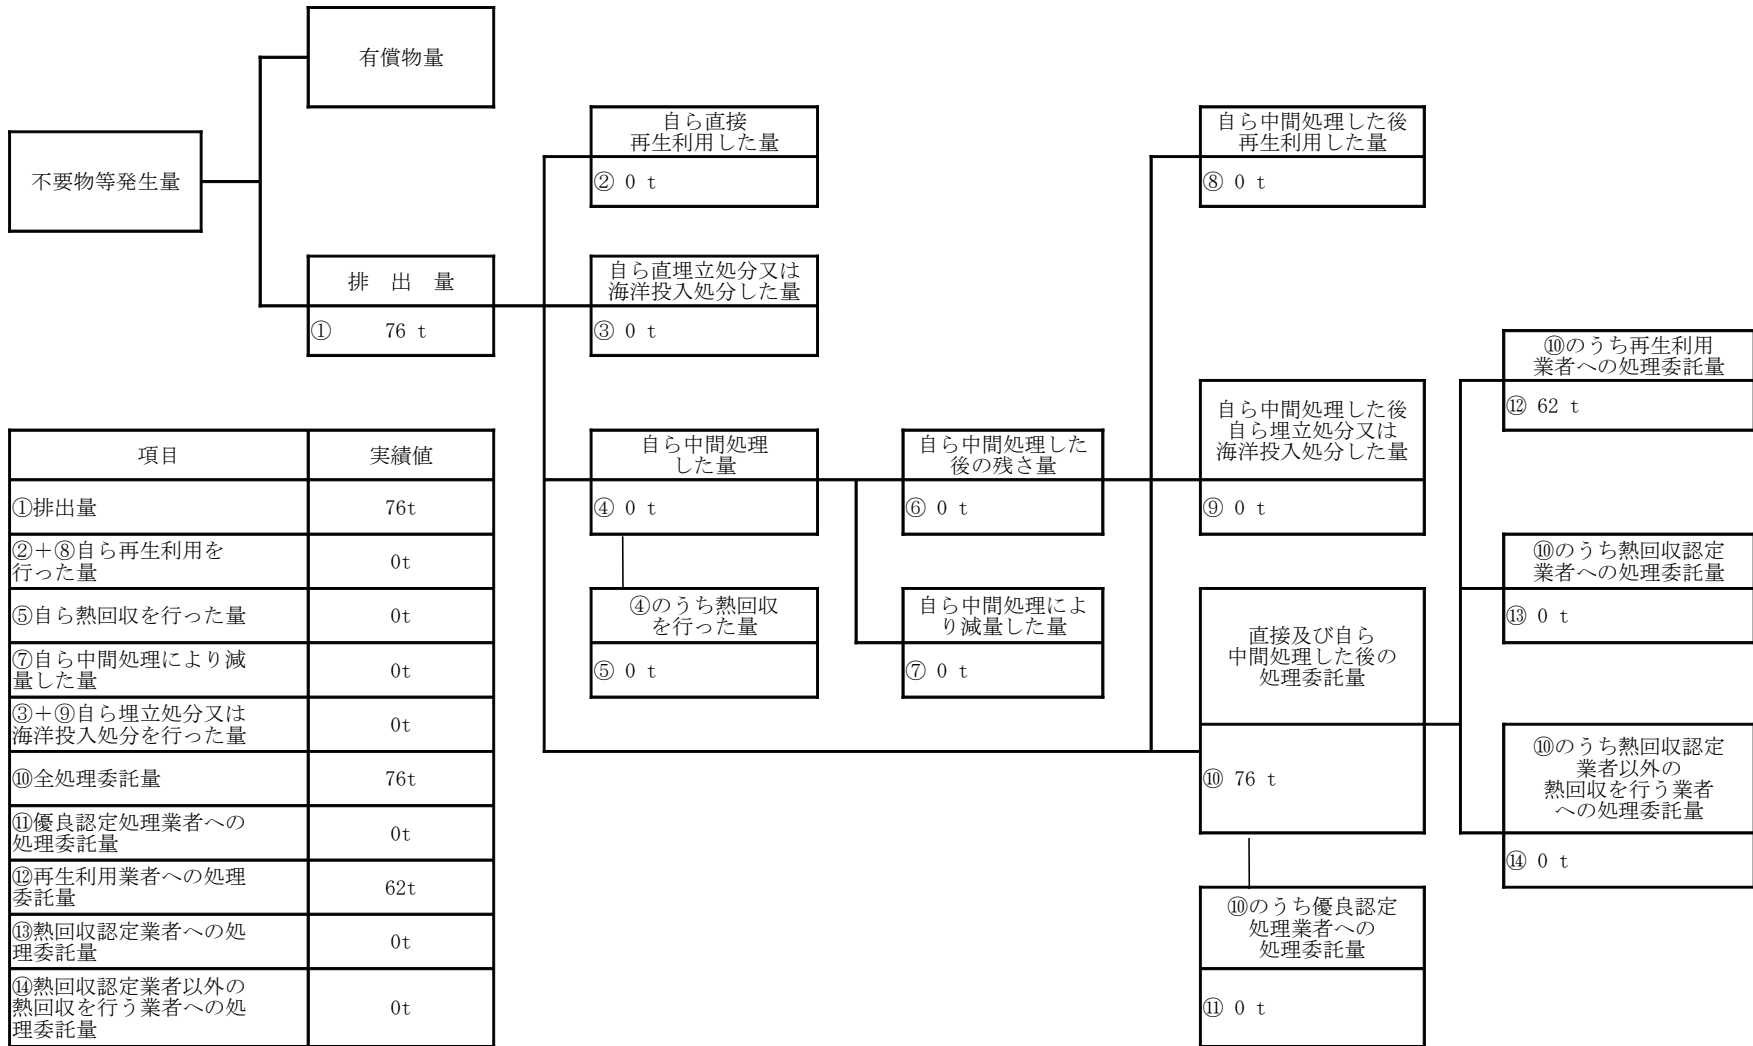 有償物量
不要物等発生量
排　出　量
①　76 t
自ら直接
再生利用した量
② 0 t
自ら直埋立処分又は
海洋投入処分した量
③ 0 t
自ら中間処理
した量
④ 0 t
④のうち熱回収
を行った量
⑤ 0 t
自ら中間処理した
後の残さ量
⑥ 0 t
自ら中間処理によ
り減量した量
⑦ 0 t
自ら中間処理した後
再生利用した量
⑧ 0 t
自ら中間処理した後
自ら埋立処分又は
海洋投入処分した量
⑨ 0 t
直接及び自ら
中間処理した後の
処理委託量
⑩ 76 t
⑩のうち優良認定
処理業者への
処理委託量
⑪ 0 t
⑩のうち再生利用
業者への処理委託量
⑫ 62 t
⑩のうち熱回収認定
業者への処理委託量
⑬ 0 t
⑩のうち熱回収認定
業者以外の
熱回収を行う業者
への処理委託量
⑭ 0 t
項目　実績値
①排出量　76t
②＋⑧自ら再生利用を
行った量　0t
⑤自ら熱回収を行った量　0t
⑦自ら中間処理により減
量した量　0t
③＋⑨自ら埋立処分又は
海洋投入処分を行った量　0t
⑩全処理委託量　76t
⑪優良認定処理業者への
処理委託量　0t
⑫再生利用業者への処理
委託量　62t
⑬熱回収認定業者への処
理委託量　0t
⑭熱回収認定業者以外の
熱回収を行う業者への処
理委託量　0t